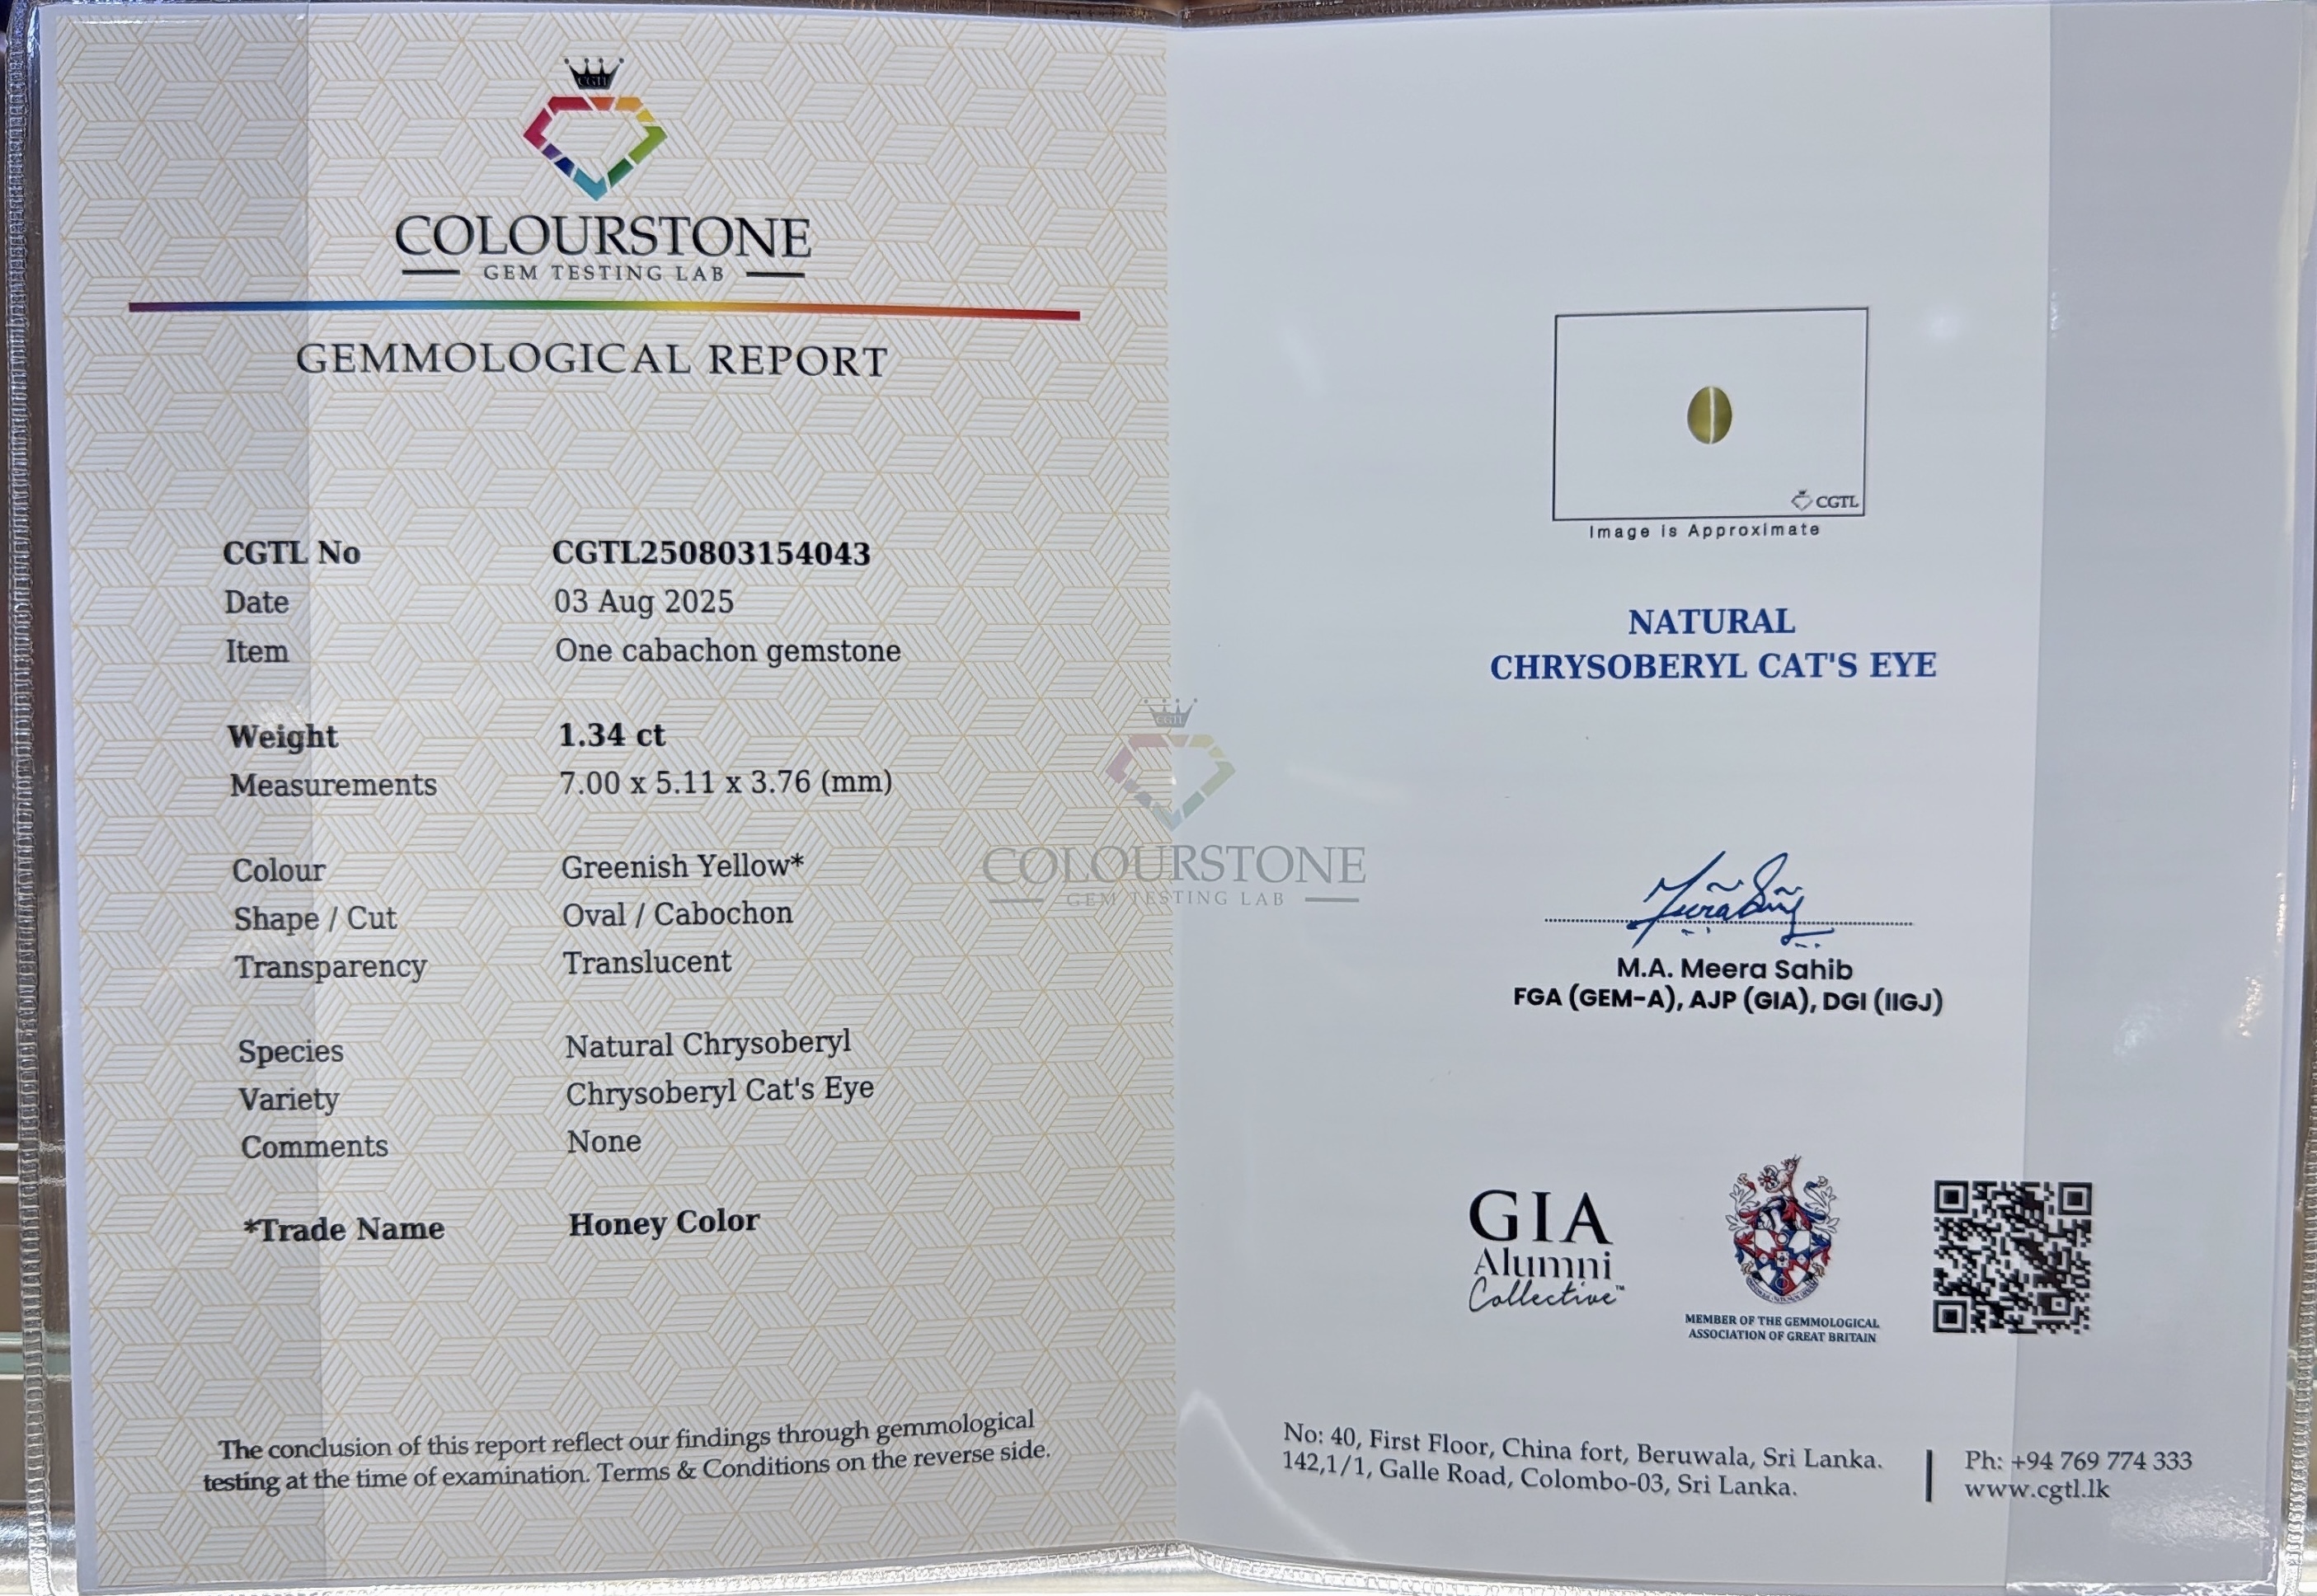 CGTL
COLOURSTONE
GEM TESTING LAB
GEMMOLOGICAL REPORT
CGTL No CGTL250803154043
Date 03 Aug 2025
Item One cabachon gemstone
Weight 1.34 ct
Measurements 7.00 x 5.11 x 3.76 (mm)
Colour Greenish Yellow*
Shape / Cut Oval / Cabochon
Transparency Translucent
Species Natural Chrysoberyl
Variety Chrysoberyl Cat's Eye
Comments None
*Trade Name Honey Color
The conclusion of this report reflect our findings through gemmological
testing at the time of examination. Terms & Conditions on the reverse side.
CGTL
COLOURSTONE
GEM TESTING LAB
CGTL
Image is Approximate
NATURAL
CHRYSOBERYL CAT'S EYE
M.A. Meera Sahib
FGA (GEM-A), AJP (GIA), DGI (IIGJ)
GIA
Alumni
Collective™
MEMBER OF THE GEMMOLOGICAL
ASSOCIATION OF GREAT BRITAIN
No: 40, First Floor, China fort, Beruwala, Sri Lanka.
142,1/1, Galle Road, Colombo-03, Sri Lanka.
Ph: +94 769 774 333
www.cgtl.lk